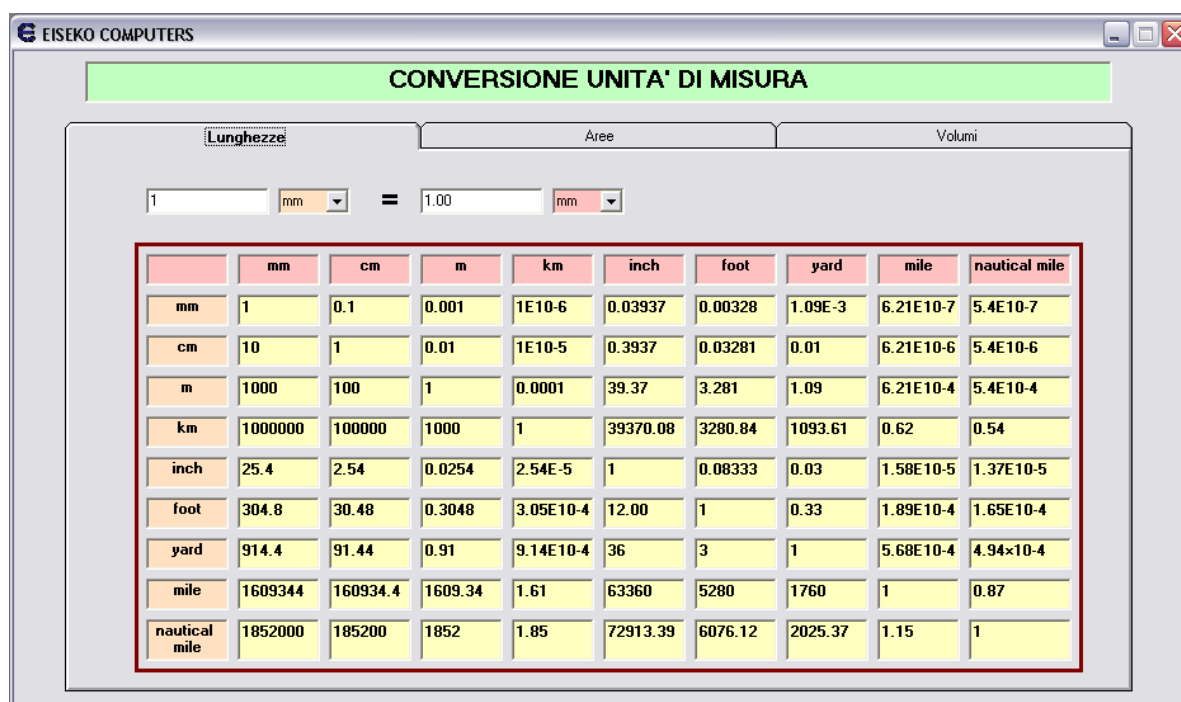 EISEKO COMPUTERS
CONVERSIONE UNITA' DI MISURA
Lunghezze Aree Volumi
1 mm = 1.00 mm
mm cm m km inch foot yard mile nautical mile
mm 1 0.1 0.001 1E10-6 0.03937 0.00328 1.09E-3 6.21E10-7 5.4E10-7
cm 10 1 0.01 1E10-5 0.3937 0.03281 0.01 6.21E10-6 5.4E10-6
m 1000 100 1 0.0001 39.37 3.281 1.09 6.21E10-4 5.4E10-4
km 1000000 100000 1000 1 39370.08 3280.84 1093.61 0.62 0.54
inch 25.4 2.54 0.0254 2.54E-5 1 0.08333 0.03 1.58E10-5 1.37E10-5
foot 304.8 30.48 0.3048 3.05E10-4 12.00 1 0.33 1.89E10-4 1.65E10-4
yard 914.4 91.44 0.91 9.14E10-4 36 3 1 5.68E10-4 4.94×10-4
mile 1609344 160934.4 1609.34 1.61 63360 5280 1760 1 0.87
nautical mile 1852000 185200 1852 1.85 72913.39 6076.12 2025.37 1.15 1